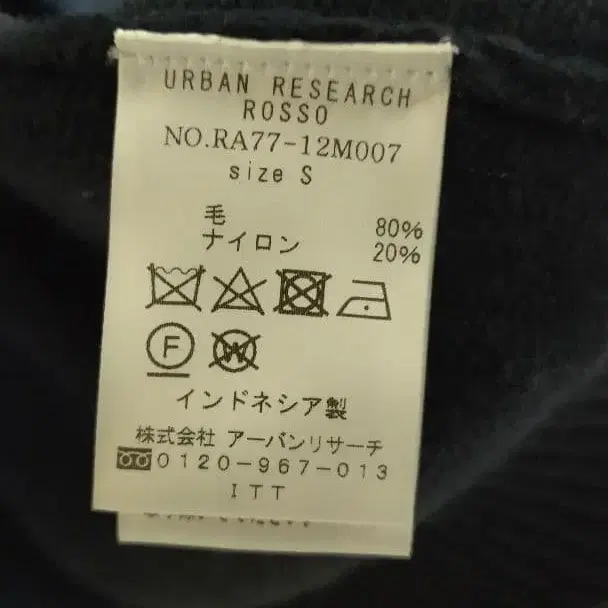 URBAN RESEARCH
ROSSO
NO.RA77-12M007
size S
毛 80%
ナイロン 20%
F
W
インドネシア製
株式会社 アーバンリサーチ
0120-967-013
ITT